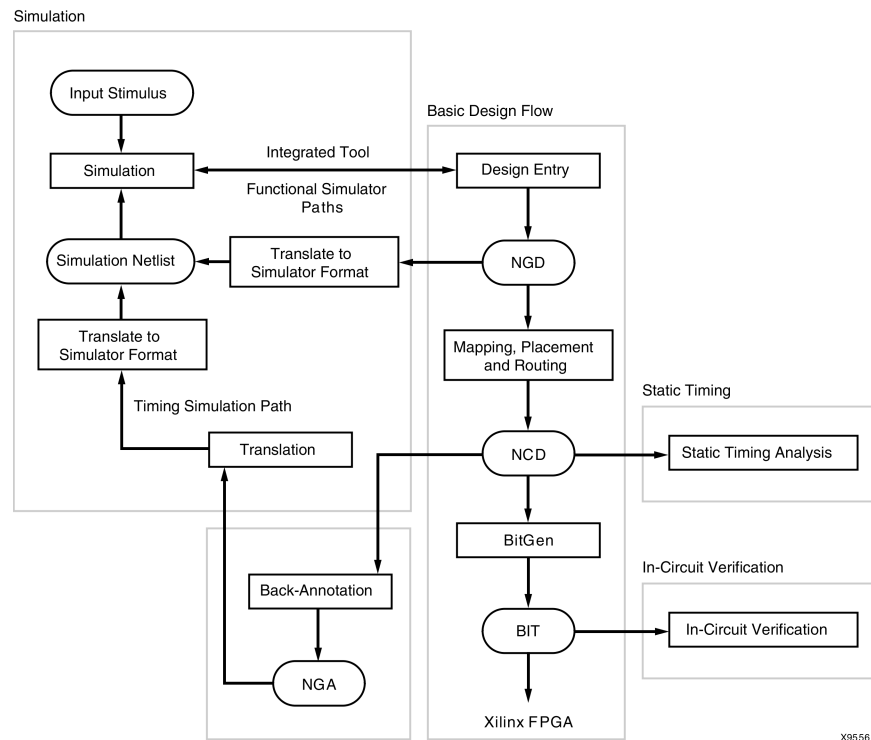 Simulation
Input Stimulus
Basic Design Flow
Integrated Tool
Simulation
Design Entry
Functional Simulator
Paths
Translate to
Simulator Format
Simulation Netlist
NGD
Translate to
Simulator Format
Mapping, Placement
and Routing
Static Timing
Timing Simulation Path
Translation
NCD
Static Timing Analysis
BitGen
In-Circuit Verification
Back-Annotation
BIT
In-Circuit Verification
NGA
Xilinx FPGA
X9556